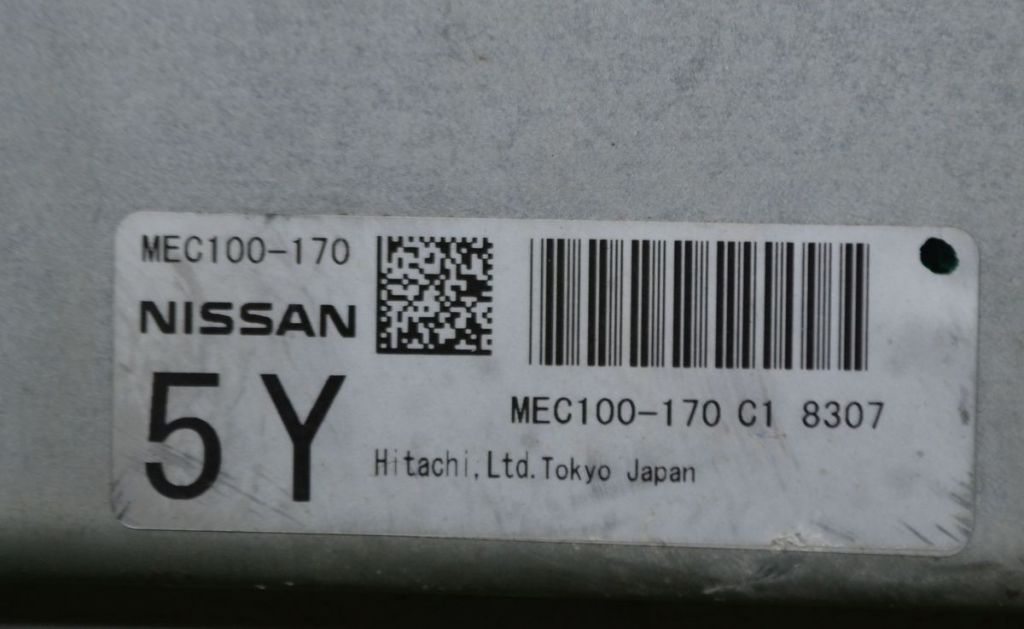 MEC100-170
NISSAN
5Y
MEC100-170 C1 8307
Hitachi,Ltd.Tokyo Japan